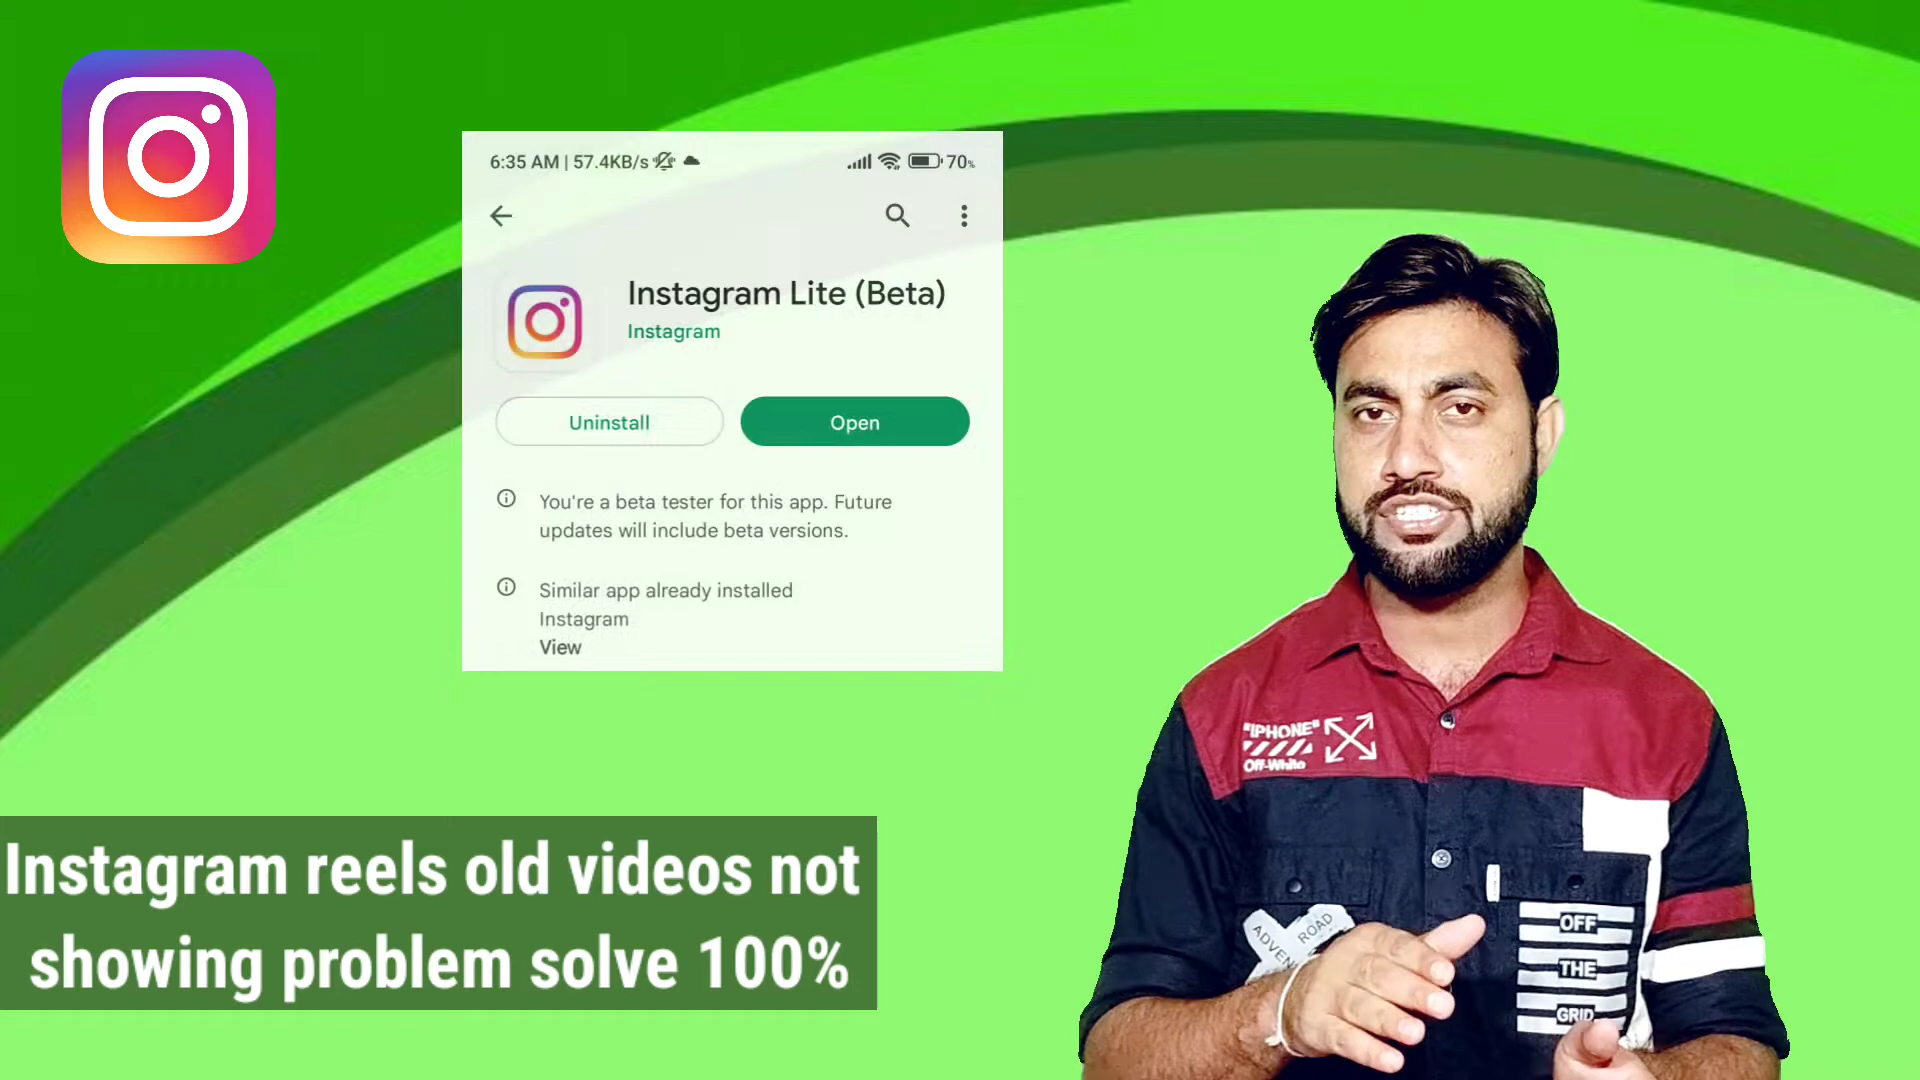 6:35 AM | 57.4KB/s
70%
Instagram Lite (Beta)
Instagram
Uninstall
Open
You're a beta tester for this app. Future
updates will include beta versions.
Similar app already installed
Instagram
View
"IPHONE"
Off-White
ROAD
OFF
THE
GRID
Instagram reels old videos not
showing problem solve 100%